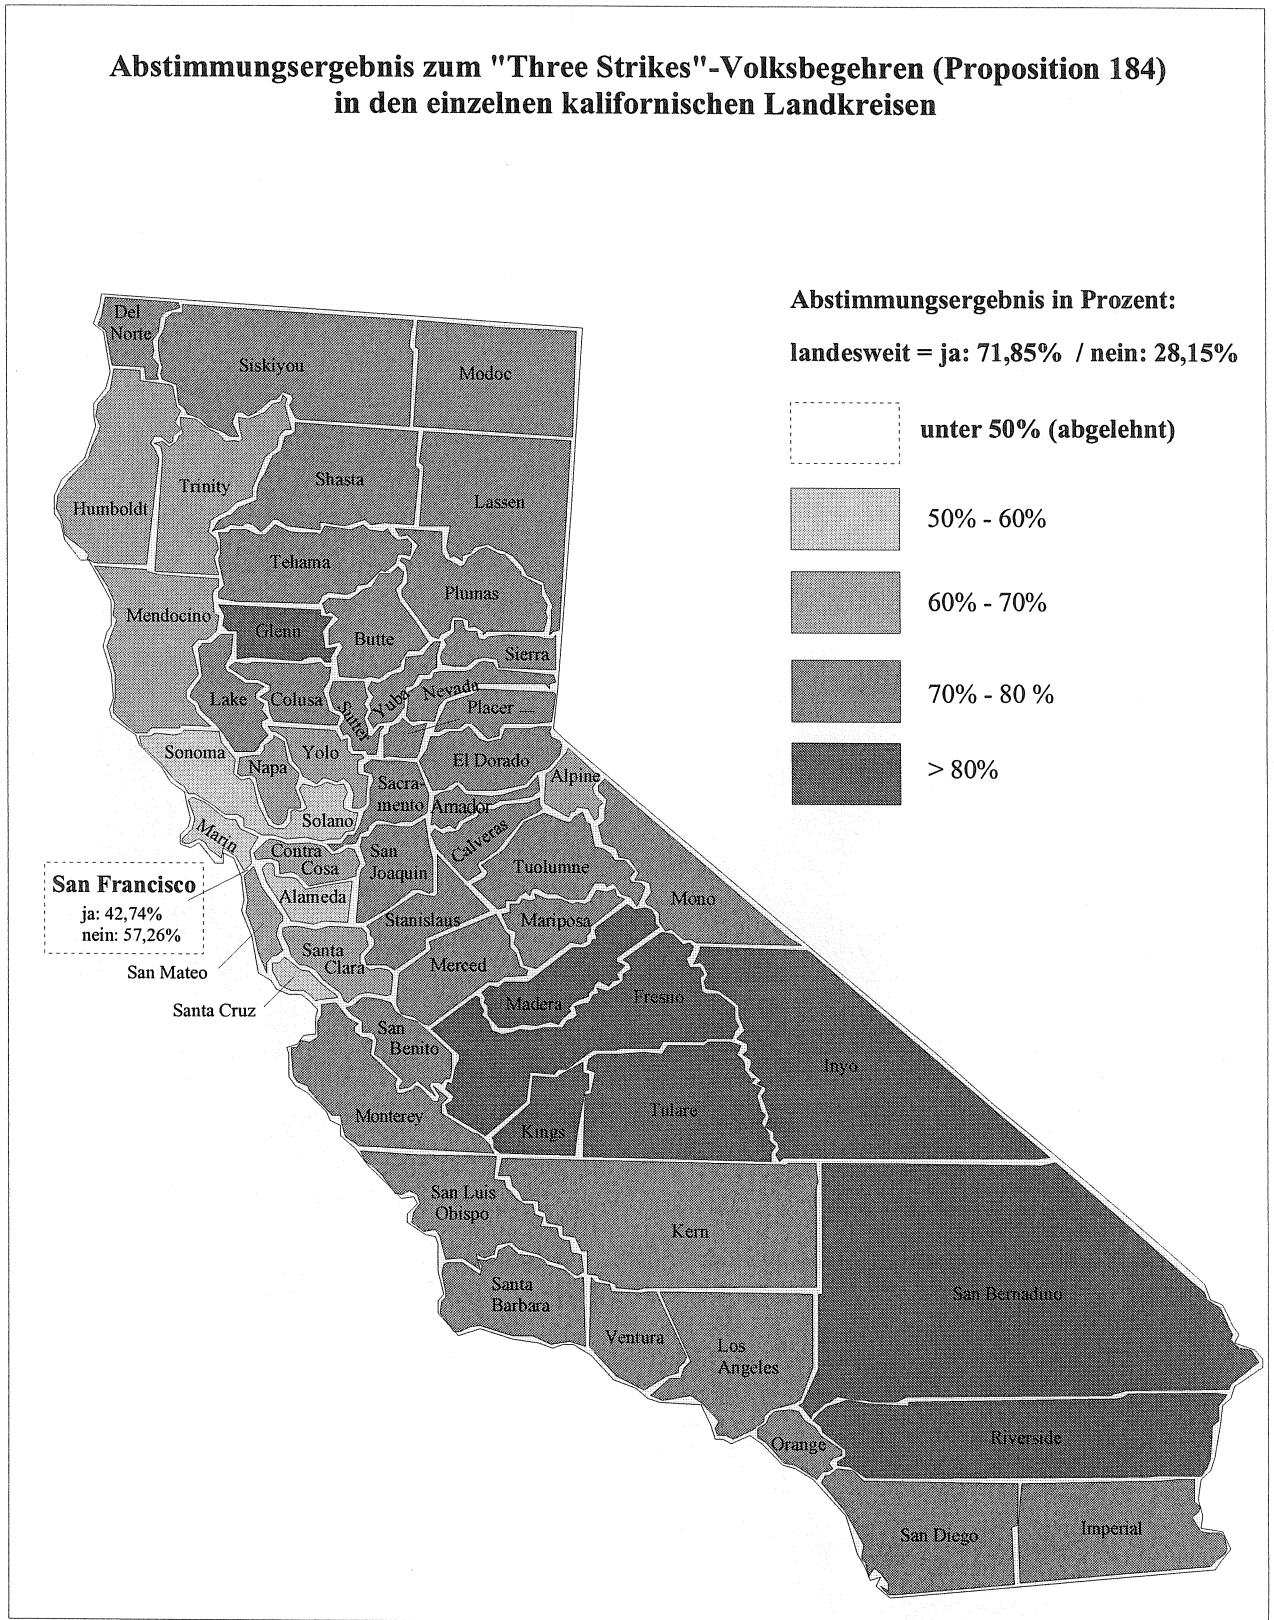 Abstimmungsergebnis zum "Three Strikes"-Volksbegehren (Proposition 184)
in den einzelnen kalifornischen Landkreisen
Abstimmungsergebnis in Prozent:
landesweit = ja: 71,85% / nein: 28,15%
unter 50% (abgelehnt)
50% - 60%
60% - 70%
70% - 80 %
> 80%
Del
Norte
Siskiyou
Modoc
Humboldt
Trinity
Shasta
Lassen
Tehama
Plumas
Mendocino
Glenn
Butte
Sierra
Lake
Colusa
Sutter
Yuba
Nevada
Placer
Sonoma
Napa
Yolo
El Dorado
Sacra-
mento
Alpine
Amador
Solano
Marin
Calveras
Contra
Cosa
San
Joaquin
Tuolumne
San Francisco
ja: 42,74%
nein: 57,26%
Alameda
Mono
Stanislaus
Mariposa
San Mateo
Santa
Clara
Merced
Santa Cruz
Madera
Fresno
San
Benito
Inyo
Monterey
Kings
Tulare
San Luis
Obispo
Kern
Santa
Barbara
San Bernadino
Ventura
Los
Angeles
Orange
Riverside
San Diego
Imperial